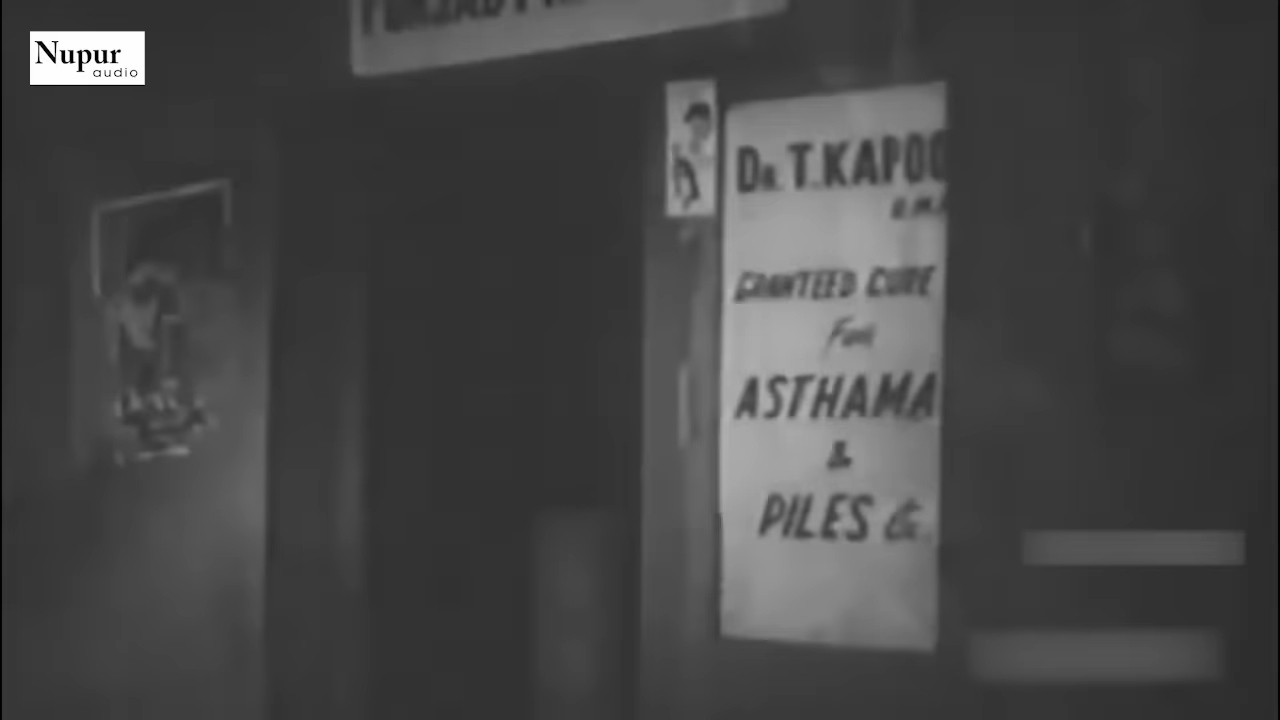 Nupur
audio
DR. T. KAPOO
GRANTEED CURE
For
ASTHAMA
&
PILES &c.